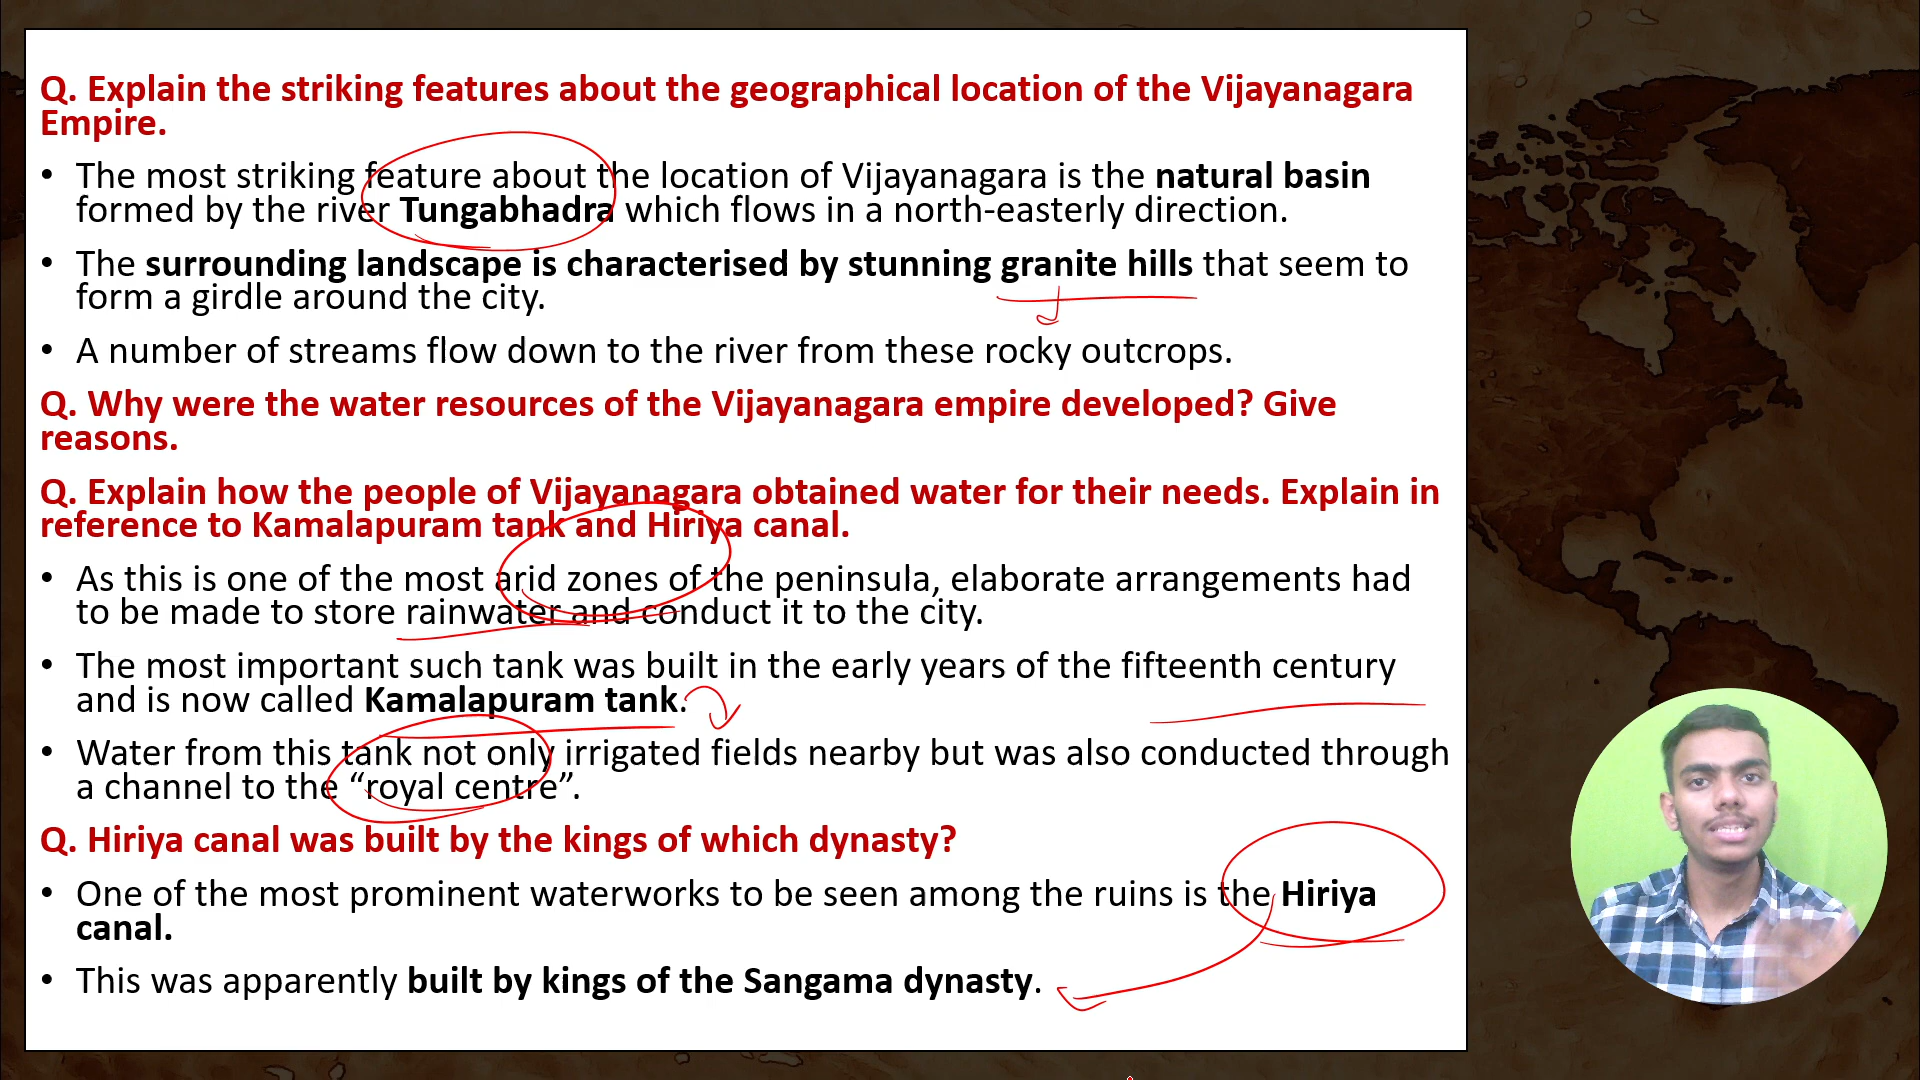 Q. Explain the striking features about the geographical location of the Vijayanagara
Empire.
• The most striking feature about the location of Vijayanagara is the natural basin
formed by the river Tungabhadra which flows in a north-easterly direction.
• The surrounding landscape is characterised by stunning granite hills that seem to
form a girdle around the city.
• A number of streams flow down to the river from these rocky outcrops.
Q. Why were the water resources of the Vijayanagara empire developed? Give
reasons.
Q. Explain how the people of Vijayanagara obtained water for their needs. Explain in
reference to Kamalapuram tank and Hiriya canal.
• As this is one of the most arid zones of the peninsula, elaborate arrangements had
to be made to store rainwater and conduct it to the city.
• The most important such tank was built in the early years of the fifteenth century
and is now called Kamalapuram tank.
• Water from this tank not only irrigated fields nearby but was also conducted through
a channel to the “royal centre”.
Q. Hiriya canal was built by the kings of which dynasty?
• One of the most prominent waterworks to be seen among the ruins is the Hiriya
canal.
• This was apparently built by kings of the Sangama dynasty.